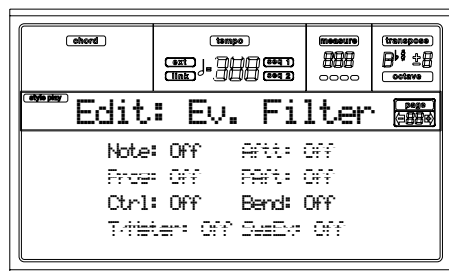 chord tempo measure transpose
ext seq 1
link seq 2
octave
style play page
Edit: Ev. Filter
Note: Off Aftt: Off
Prog: Off PAft: Off
Ctrl: Off Bend: Off
T/Meter: Off SysEx: Off